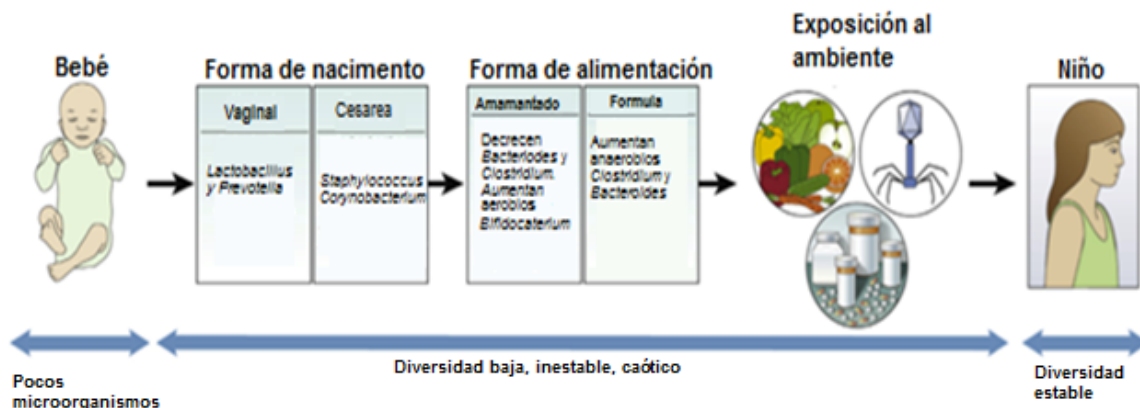 Bebé
Forma de nacimento
Vaginal
Lactobacillus
y Prevotella
Cesarea
Staphylococcus
Corynobacterium
Forma de alimentación
Amamantado
Decrecen
Bacteriodes y
Clostridium.
Aumentan
aerobios
Bifidocaterium
Formula
Aumentan
anaerobios
Clostridium y
Bacteroides
Exposición al
ambiente
Niño
Pocos
microorganismos
Diversidad baja, inestable, caótico
Diversidad
estable